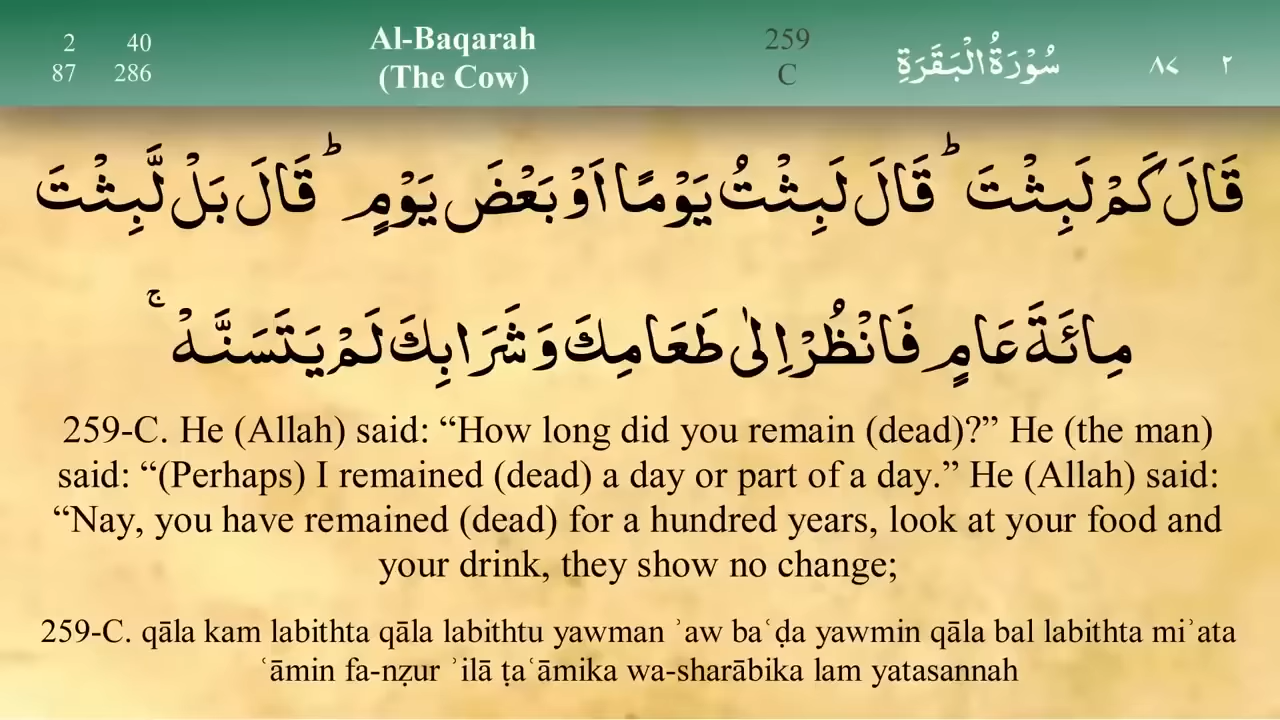 2 40
87 286
Al-Baqarah
(The Cow)
259
C
سُوْرَةُ الْبَقَرَةِ
٨٧ ٢
قَالَ كَمْ لَبِثْتَ ؕ قَالَ لَبِثْتُ يَوْمًا اَوْ بَعْضَ يَوْمٍ ؕ قَالَ بَلْ لَّبِثْتَ
مِائَةَ عَامٍ فَانْظُرْ اِلٰى طَعَامِكَ وَشَرَابِكَ لَمْ يَتَسَنَّهْ ۚ
259-C. He (Allah) said: “How long did you remain (dead)?” He (the man)
said: “(Perhaps) I remained (dead) a day or part of a day.” He (Allah) said:
“Nay, you have remained (dead) for a hundred years, look at your food and
your drink, they show no change;
259-C. qāla kam labithta qāla labithtu yawman ʾaw baʿḍa yawmin qāla bal labithta miʾata
ʿāmin fa-nẓur ʾilā ṭaʿāmika wa-sharābika lam yatasannah